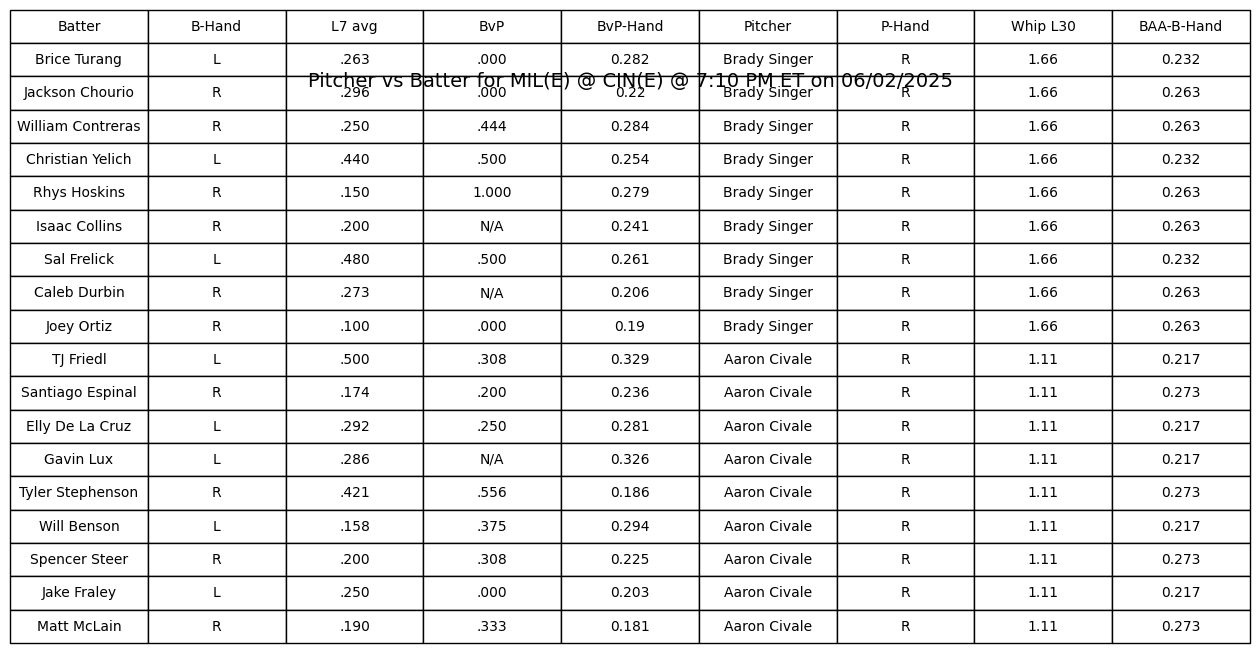 Batter B-Hand L7 avg BvP BvP-Hand Pitcher P-Hand Whip L30 BAA-B-Hand
Brice Turang L .263 .000 0.282 Brady Singer R 1.66 0.232
Pitcher vs Batter for MIL(E) @ CIN(E) @ 7:10 PM ET on 06/02/2025
Jackson Chourio R .296 .000 0.22 Brady Singer R 1.66 0.263
William Contreras R .250 .444 0.284 Brady Singer R 1.66 0.263
Christian Yelich L .440 .500 0.254 Brady Singer R 1.66 0.232
Rhys Hoskins R .150 1.000 0.279 Brady Singer R 1.66 0.263
Isaac Collins R .200 N/A 0.241 Brady Singer R 1.66 0.263
Sal Frelick L .480 .500 0.261 Brady Singer R 1.66 0.232
Caleb Durbin R .273 N/A 0.206 Brady Singer R 1.66 0.263
Joey Ortiz R .100 .000 0.19 Brady Singer R 1.66 0.263
TJ Friedl L .500 .308 0.329 Aaron Civale R 1.11 0.217
Santiago Espinal R .174 .200 0.236 Aaron Civale R 1.11 0.273
Elly De La Cruz L .292 .250 0.281 Aaron Civale R 1.11 0.217
Gavin Lux L .286 N/A 0.326 Aaron Civale R 1.11 0.217
Tyler Stephenson R .421 .556 0.186 Aaron Civale R 1.11 0.273
Will Benson L .158 .375 0.294 Aaron Civale R 1.11 0.217
Spencer Steer R .200 .308 0.225 Aaron Civale R 1.11 0.273
Jake Fraley L .250 .000 0.203 Aaron Civale R 1.11 0.217
Matt McLain R .190 .333 0.181 Aaron Civale R 1.11 0.273